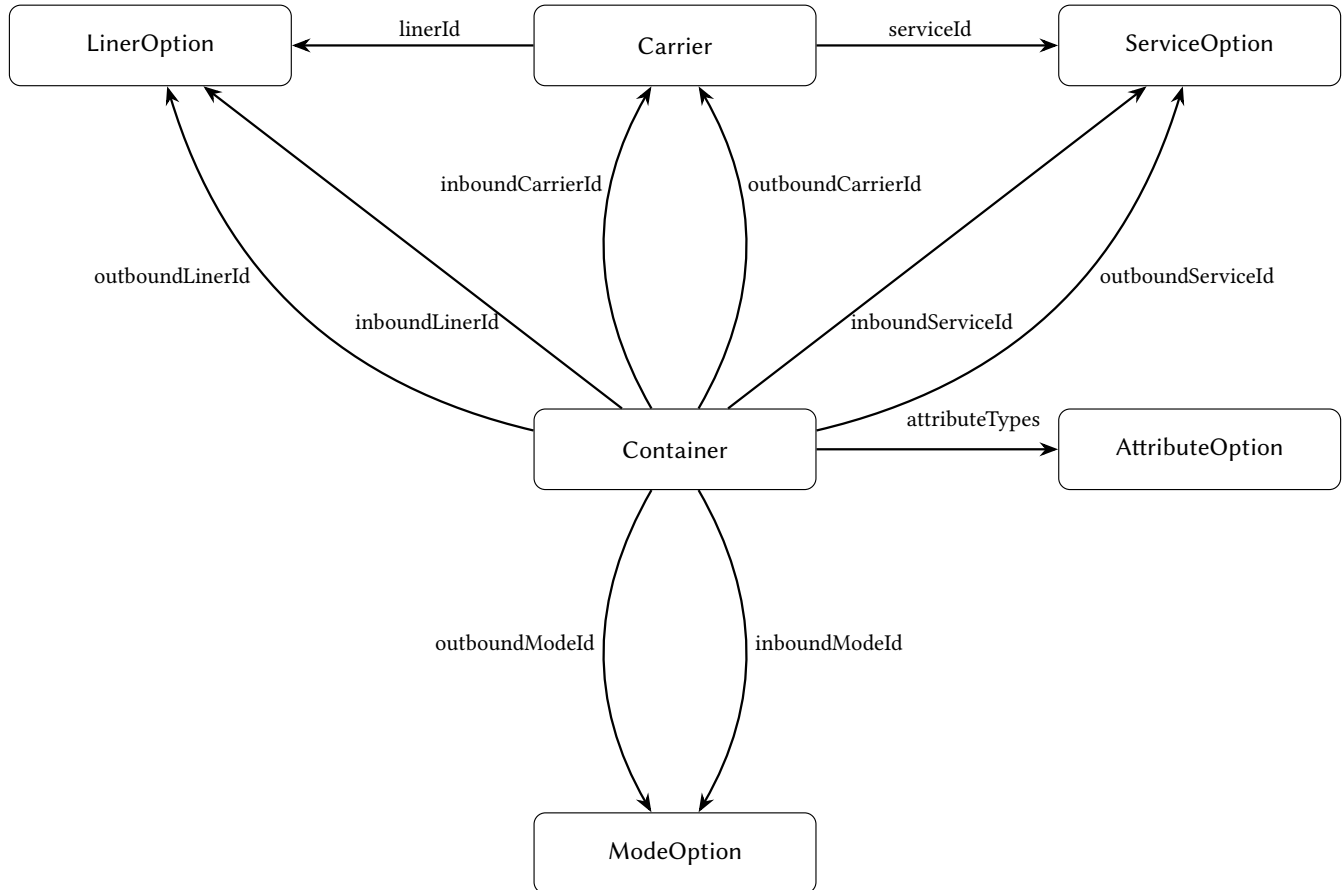 LinerOption
linerId
Carrier
serviceId
ServiceOption
inboundCarrierId
outboundCarrierId
outboundLinerId
outboundServiceId
inboundLinerId
inboundServiceId
attributeTypes
Container
AttributeOption
outboundModeId
inboundModeId
ModeOption